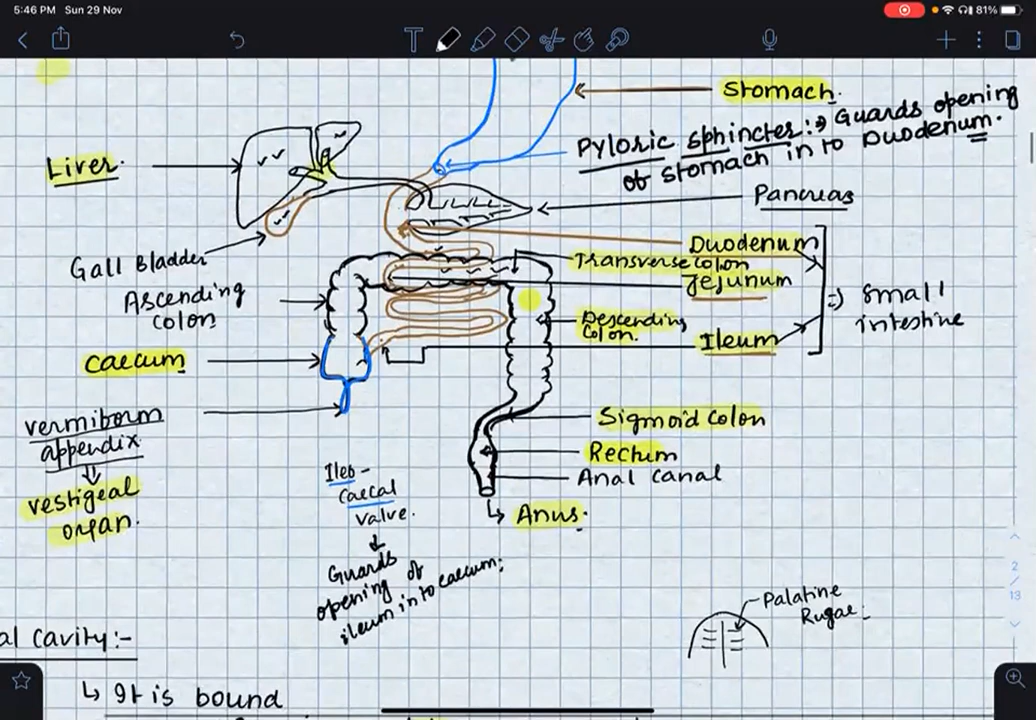 5:46 PM Sun 29 Nov
81%
T
Stomach.
Pyloric sphincter:⇒ Guards opening
of stomach in to Duodenum.
Liver.
Pancreas
Gall Bladder
Duodenum
Transverse colon
Jejunum
Ascending
colon
⇒ Small
intestine
Descending
colon.
Caecum
Ileum
vermiform
appendix
Sigmoid colon
Rectum
Anal canal
vestigeal
organ.
Ileo-
Caecal
valve.
↳ Anus.
Guards
opening of
ileum in to caecum;
Palatine
Rugae:
al cavity:-
↳ It is bound
2
/
13